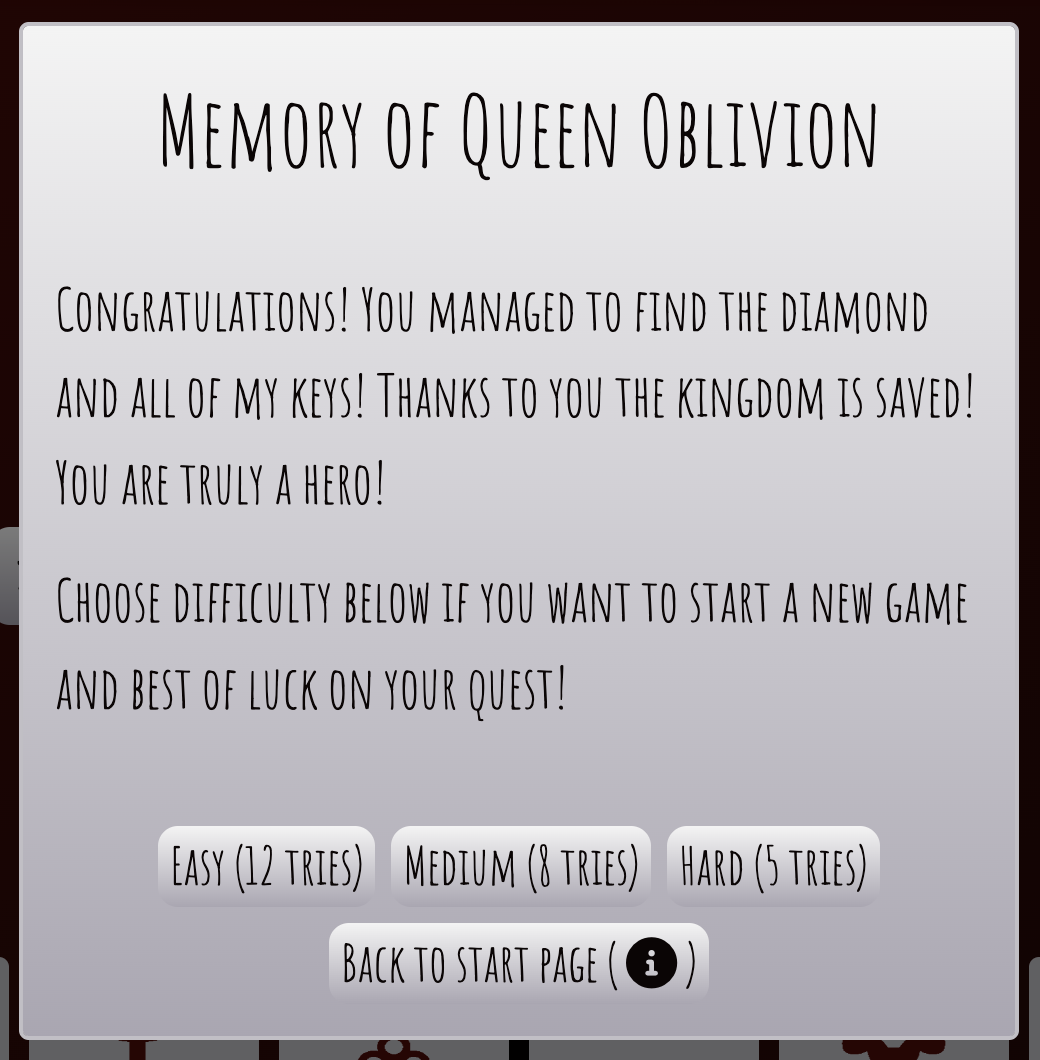 Memory of Queen Oblivion
Congratulations! You managed to find the diamond
and all of my keys! Thanks to you the kingdom is saved!
You are truly a hero!
Choose difficulty below if you want to start a new game
and best of luck on your quest!
Easy (12 tries) Medium (8 tries) Hard (5 tries)
Back to start page ( i )